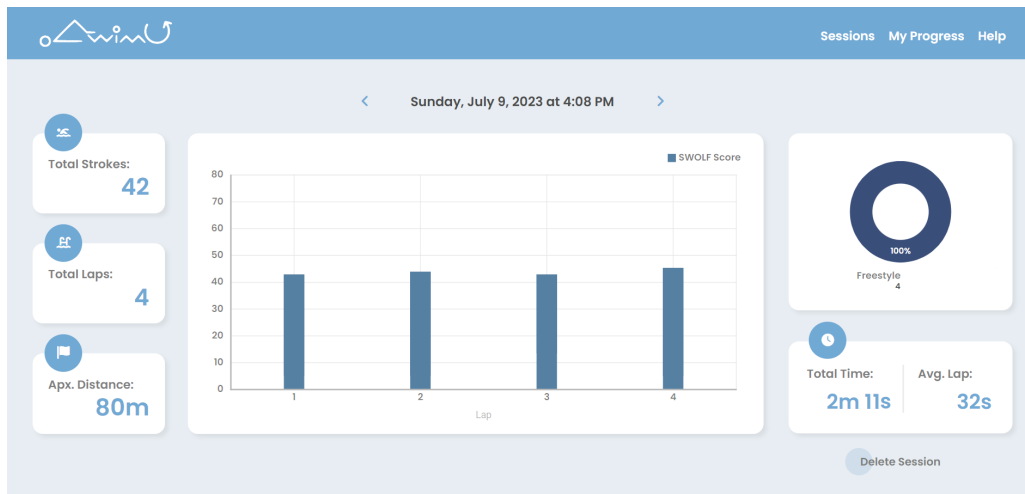 SwimU
Sessions My Progress Help
Sunday, July 9, 2023 at 4:08 PM
Total Strokes:
42
Total Laps:
4
Apx. Distance:
80m
SWOLF Score
80
70
60
50
40
30
20
10
0
1 2 3 4
Lap
100%
Freestyle
4
Total Time:
2m 11s
Avg. Lap:
32s
Delete Session